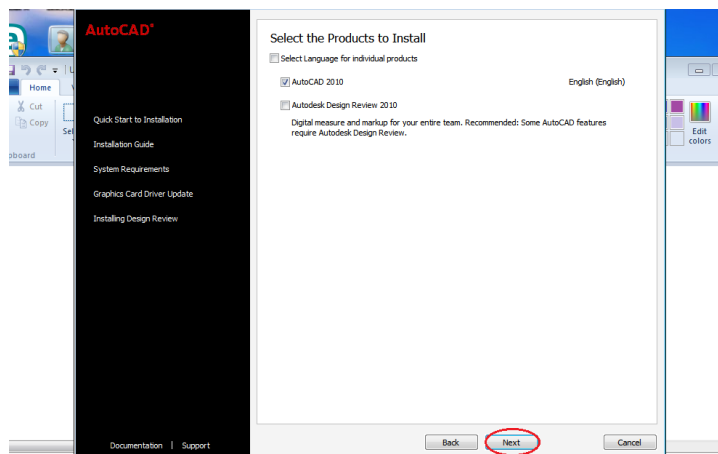 AutoCAD®
Select the Products to Install
Select Language for individual products
AutoCAD 2010 English (English)
Autodesk Design Review 2010
Digital measure and markup for your entire team. Recommended: Some AutoCAD features
require Autodesk Design Review.
Quick Start to Installation
Installation Guide
System Requirements
Graphics Card Driver Update
Installing Design Review
Documentation | Support
Back Next Cancel
Home
Cut
Copy
Sel
pboard
Edit
colors